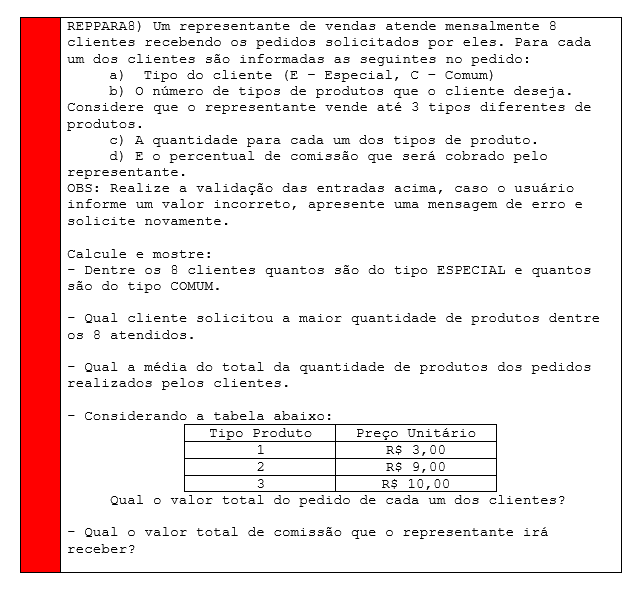 REPPARA8) Um representante de vendas atende mensalmente 8
clientes recebendo os pedidos solicitados por eles. Para cada
um dos clientes são informadas as seguintes no pedido:
a) Tipo do cliente (E – Especial, C – Comum)
b) O número de tipos de produtos que o cliente deseja.
Considere que o representante vende até 3 tipos diferentes de
produtos.
c) A quantidade para cada um dos tipos de produto.
d) E o percentual de comissão que será cobrado pelo
representante.
OBS: Realize a validação das entradas acima, caso o usuário
informe um valor incorreto, apresente uma mensagem de erro e
solicite novamente.
Calcule e mostre:
- Dentre os 8 clientes quantos são do tipo ESPECIAL e quantos
são do tipo COMUM.
- Qual cliente solicitou a maior quantidade de produtos dentre
os 8 atendidos.
- Qual a média do total da quantidade de produtos dos pedidos
realizados pelos clientes.
- Considerando a tabela abaixo:
Tipo Produto Preço Unitário
1 R$ 3,00
2 R$ 9,00
3 R$ 10,00
Qual o valor total do pedido de cada um dos clientes?
- Qual o valor total de comissão que o representante irá
receber?